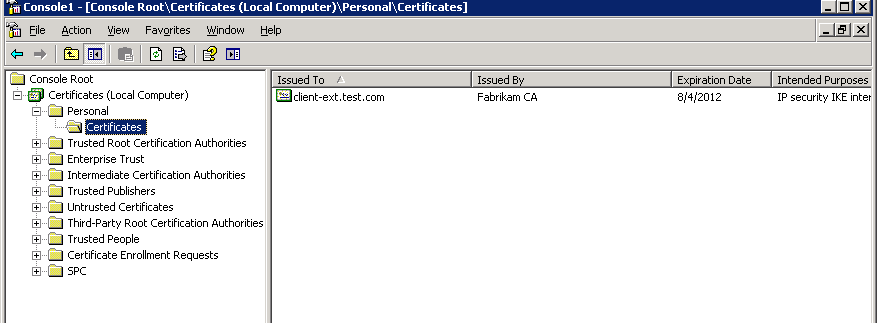 Console1 - [Console Root\Certificates (Local Computer)\Personal\Certificates]
File Action View Favorites Window Help
Console Root
Certificates (Local Computer)
Personal
Certificates
Trusted Root Certification Authorities
Enterprise Trust
Intermediate Certification Authorities
Trusted Publishers
Untrusted Certificates
Third-Party Root Certification Authorities
Trusted People
Certificate Enrollment Requests
SPC
Issued To Issued By Expiration Date Intended Purposes
client-ext.test.com Fabrikam CA 8/4/2012 IP security IKE inter